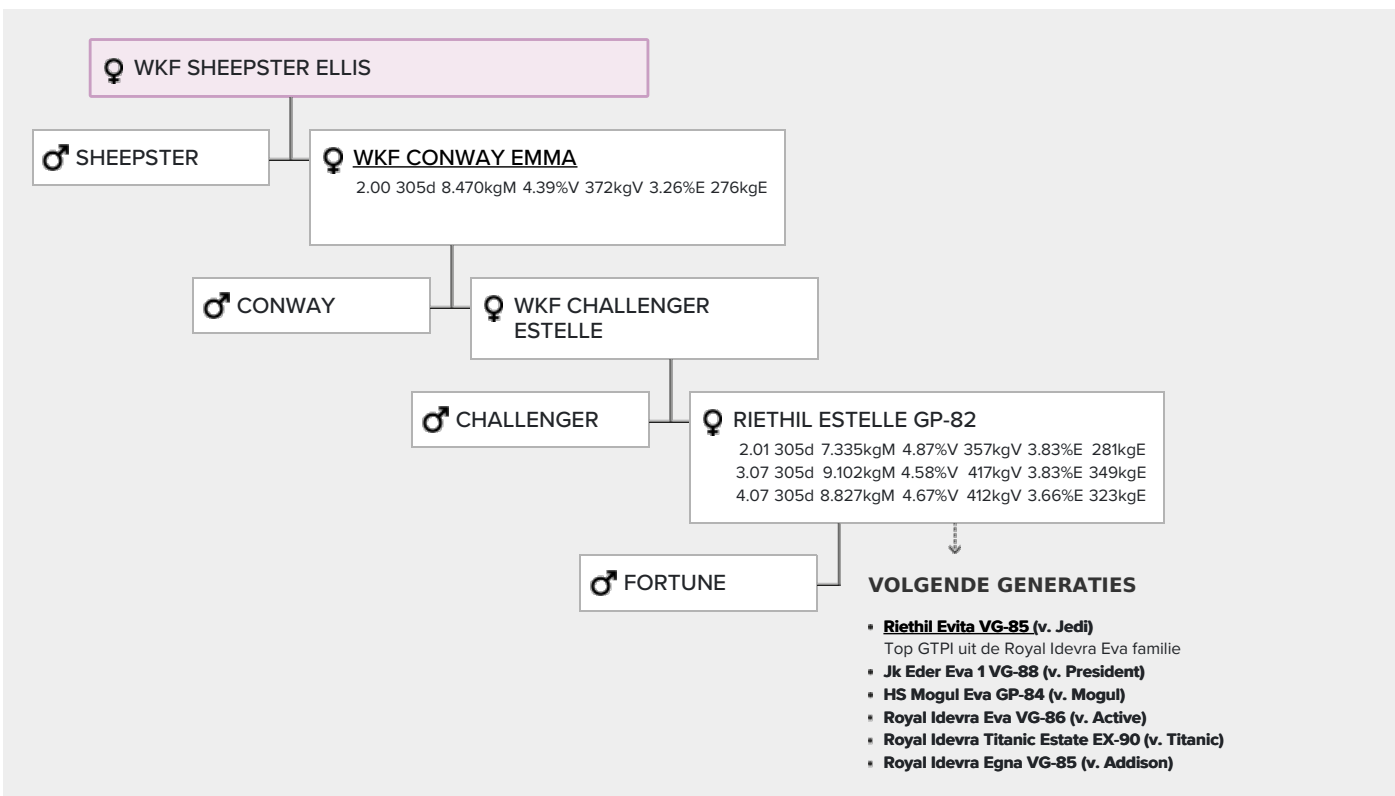 WKF SHEEPSTER ELLIS
SHEEPSTER
WKF CONWAY EMMA
2.00 305d 8.470kgM 4.39%V 372kgV 3.26%E 276kgE
CONWAY
WKF CHALLENGER
ESTELLE
CHALLENGER
RIETHIL ESTELLE GP-82
2.01 305d 7.335kgM 4.87%V 357kgV 3.83%E 281kgE
3.07 305d 9.102kgM 4.58%V 417kgV 3.83%E 349kgE
4.07 305d 8.827kgM 4.67%V 412kgV 3.66%E 323kgE
FORTUNE
VOLGENDE GENERATIES
• Riethil Evita VG-85 (v. Jedi)
Top GTPI uit de Royal Idevra Eva familie
• Jk Eder Eva 1 VG-88 (v. President)
• HS Mogul Eva GP-84 (v. Mogul)
• Royal Idevra Eva VG-86 (v. Active)
• Royal Idevra Titanic Estate EX-90 (v. Titanic)
• Royal Idevra Egna VG-85 (v. Addison)